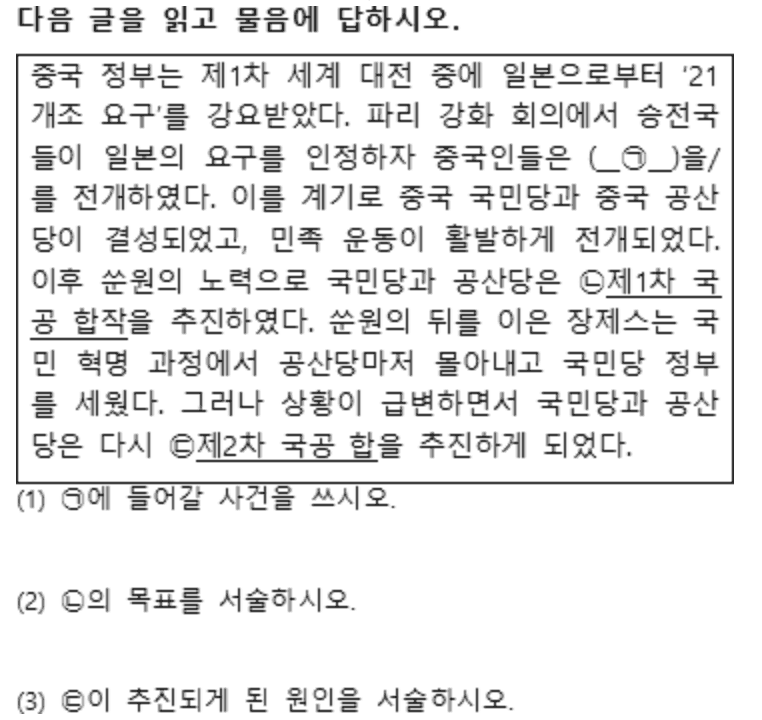 다음 글을 읽고 물음에 답하시오.
중국 정부는 제1차 세계 대전 중에 일본으로부터 '21
개조 요구'를 강요받았다. 파리 강화 회의에서 승전국
들이 일본의 요구를 인정하자 중국인들은 (_㉠_)을/
를 전개하였다. 이를 계기로 중국 국민당과 중국 공산
당이 결성되었고, 민족 운동이 활발하게 전개되었다.
이후 쑨원의 노력으로 국민당과 공산당은 ㉡제1차 국
공 합작을 추진하였다. 쑨원의 뒤를 이은 장제스는 국
민 혁명 과정에서 공산당마저 몰아내고 국민당 정부
를 세웠다. 그러나 상황이 급변하면서 국민당과 공산
당은 다시 ㉢제2차 국공 합을 추진하게 되었다.
(1) ㉠에 들어갈 사건을 쓰시오.
(2) ㉡의 목표를 서술하시오.
(3) ㉢이 추진되게 된 원인을 서술하시오.